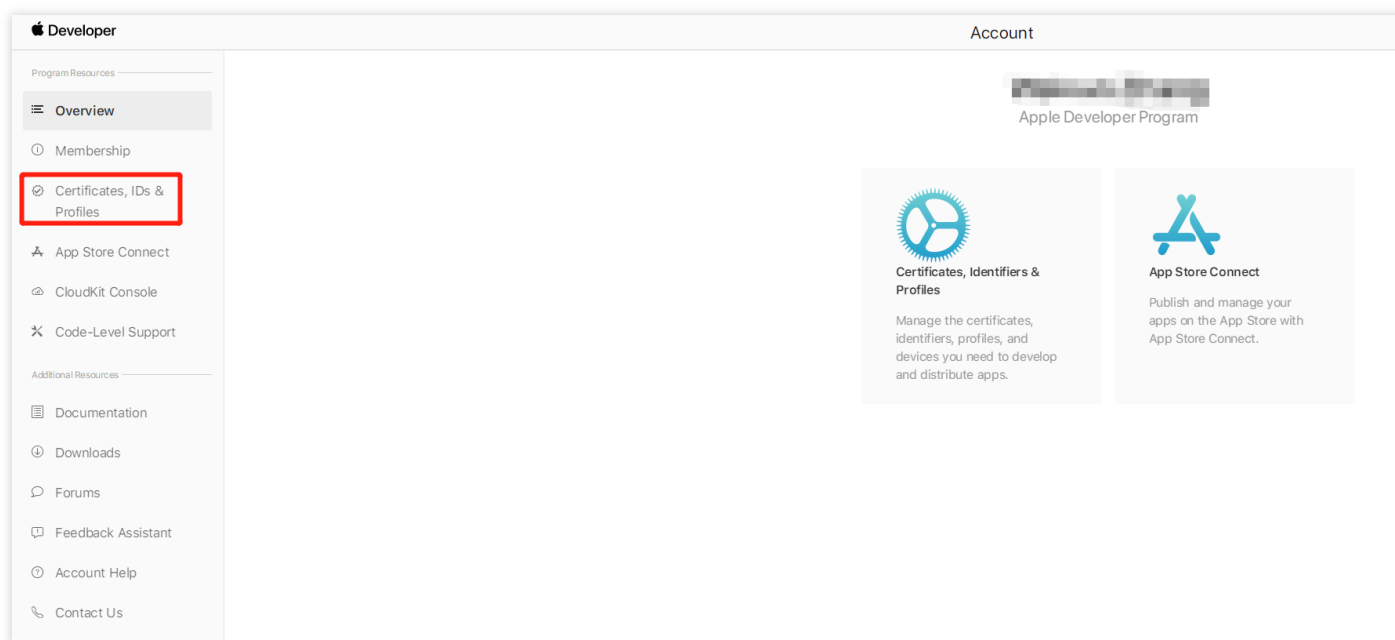 Developer
Account
Program Resources
Overview
Membership
Certificates, IDs &
Profiles
App Store Connect
CloudKit Console
Code-Level Support
Additional Resources
Documentation
Downloads
Forums
Feedback Assistant
Account Help
Contact Us
Apple Developer Program
Certificates, Identifiers &
Profiles
Manage the certificates,
identifiers, profiles, and
devices you need to develop
and distribute apps.
App Store Connect
Publish and manage your
apps on the App Store with
App Store Connect.